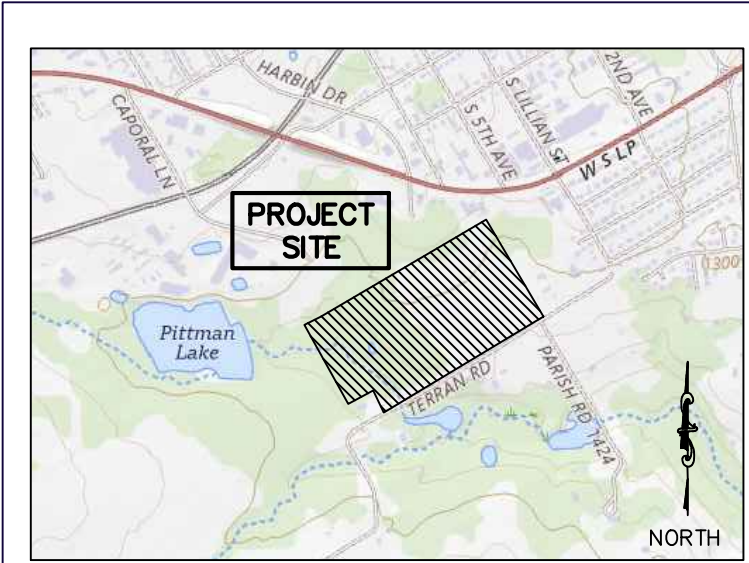 HARBIN DR
CAPORAL LN
S 5TH AVE
S LILLIAN ST
2ND AVE
W S LP
PROJECT
SITE
1300
Pittman
Lake
TERRAN RD
PARISH RD 1424
NORTH